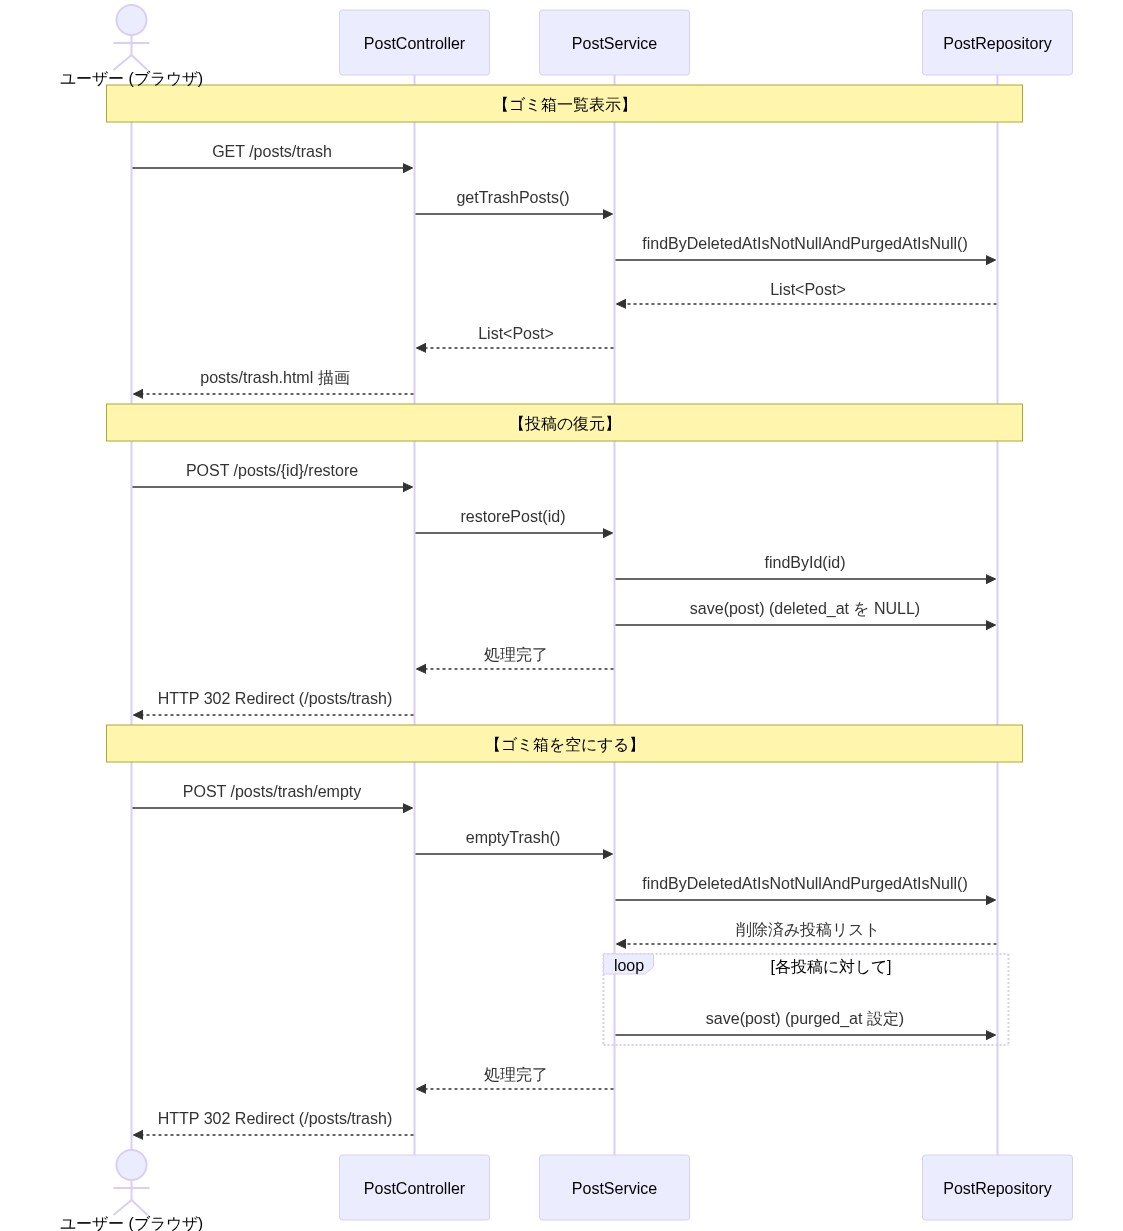 ユーザー (ブラウザ)
PostController
PostService
PostRepository
【ゴミ箱一覧表示】
GET /posts/trash
getTrashPosts()
findByDeletedAtIsNotNullAndPurgedAtIsNull()
List<Post>
List<Post>
posts/trash.html 描画
【投稿の復元】
POST /posts/{id}/restore
restorePost(id)
findById(id)
save(post) (deleted_at を NULL)
処理完了
HTTP 302 Redirect (/posts/trash)
【ゴミ箱を空にする】
POST /posts/trash/empty
emptyTrash()
findByDeletedAtIsNotNullAndPurgedAtIsNull()
削除済み投稿リスト
loop
[各投稿に対して]
save(post) (purged_at 設定)
処理完了
HTTP 302 Redirect (/posts/trash)
ユーザー (ブラウザ)
PostController
PostService
PostRepository